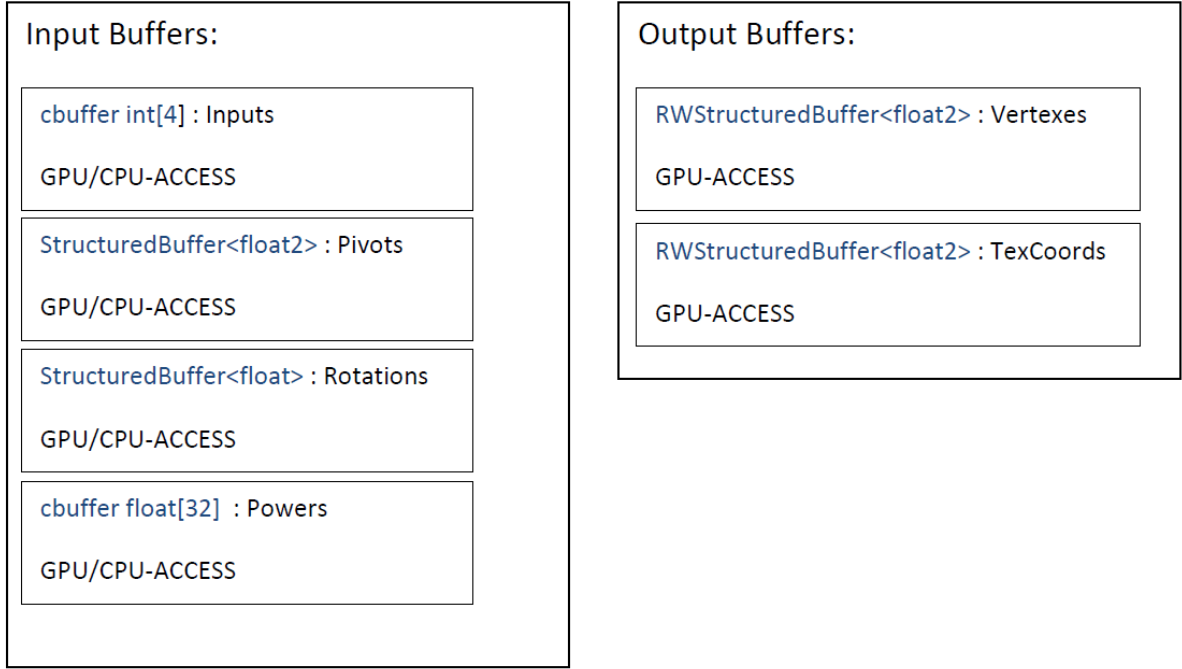 Input Buffers:
cbuffer int[4] : Inputs
GPU/CPU-ACCESS
StructuredBuffer<float2> : Pivots
GPU/CPU-ACCESS
StructuredBuffer<float> : Rotations
GPU/CPU-ACCESS
cbuffer float[32] : Powers
GPU/CPU-ACCESS
Output Buffers:
RWStructuredBuffer<float2> : Vertexes
GPU-ACCESS
RWStructuredBuffer<float2> : TexCoords
GPU-ACCESS